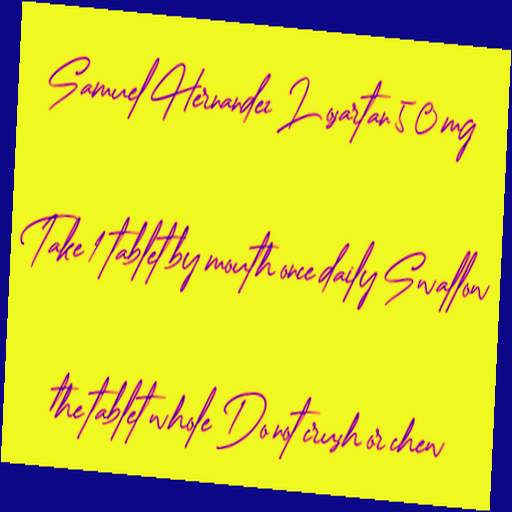 Samuel Hernandez Losartan 50 mg
Take 1 tablet by mouth once daily Swallow
the tablet whole Do not crush or chew